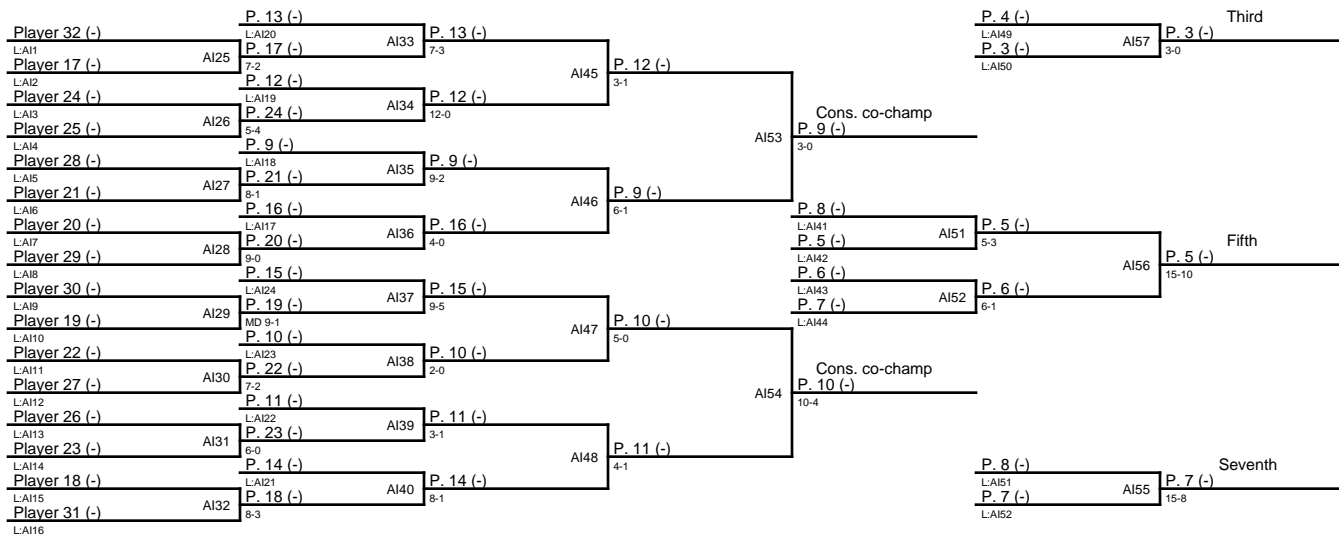 P. 13 (-)
L:AI20
Player 32 (-)
L:AI1
AI25
P. 17 (-)
7-2
Player 17 (-)
L:AI2
AI33
P. 13 (-)
7-3
P. 12 (-)
L:AI19
Player 24 (-)
L:AI3
AI26
P. 24 (-)
5-4
Player 25 (-)
L:AI4
AI34
P. 12 (-)
12-0
AI45
P. 12 (-)
3-1
P. 9 (-)
L:AI18
Player 28 (-)
L:AI5
AI27
P. 21 (-)
8-1
Player 21 (-)
L:AI6
AI35
P. 9 (-)
9-2
P. 16 (-)
L:AI17
Player 20 (-)
L:AI7
AI28
P. 20 (-)
9-0
Player 29 (-)
L:AI8
AI36
P. 16 (-)
4-0
AI46
P. 9 (-)
6-1
AI53
Cons. co-champ
P. 9 (-)
3-0
P. 15 (-)
L:AI24
Player 30 (-)
L:AI9
AI29
P. 19 (-)
MD 9-1
Player 19 (-)
L:AI10
AI37
P. 15 (-)
9-5
P. 10 (-)
L:AI23
Player 22 (-)
L:AI11
AI30
P. 22 (-)
7-2
Player 27 (-)
L:AI12
AI38
P. 10 (-)
2-0
AI47
P. 10 (-)
5-0
P. 11 (-)
L:AI22
Player 26 (-)
L:AI13
AI31
P. 23 (-)
6-0
Player 23 (-)
L:AI14
AI39
P. 11 (-)
3-1
P. 14 (-)
L:AI21
Player 18 (-)
L:AI15
AI32
P. 18 (-)
8-3
Player 31 (-)
L:AI16
AI40
P. 14 (-)
8-1
AI48
P. 11 (-)
4-1
AI54
Cons. co-champ
P. 10 (-)
10-4
P. 4 (-)
L:AI49
P. 3 (-)
L:AI50
AI57
Third
P. 3 (-)
3-0
P. 8 (-)
L:AI41
P. 5 (-)
L:AI42
AI51
P. 5 (-)
5-3
P. 6 (-)
L:AI43
P. 7 (-)
L:AI44
AI52
P. 6 (-)
6-1
AI56
Fifth
P. 5 (-)
15-10
P. 8 (-)
L:AI51
P. 7 (-)
L:AI52
AI55
Seventh
P. 7 (-)
15-8